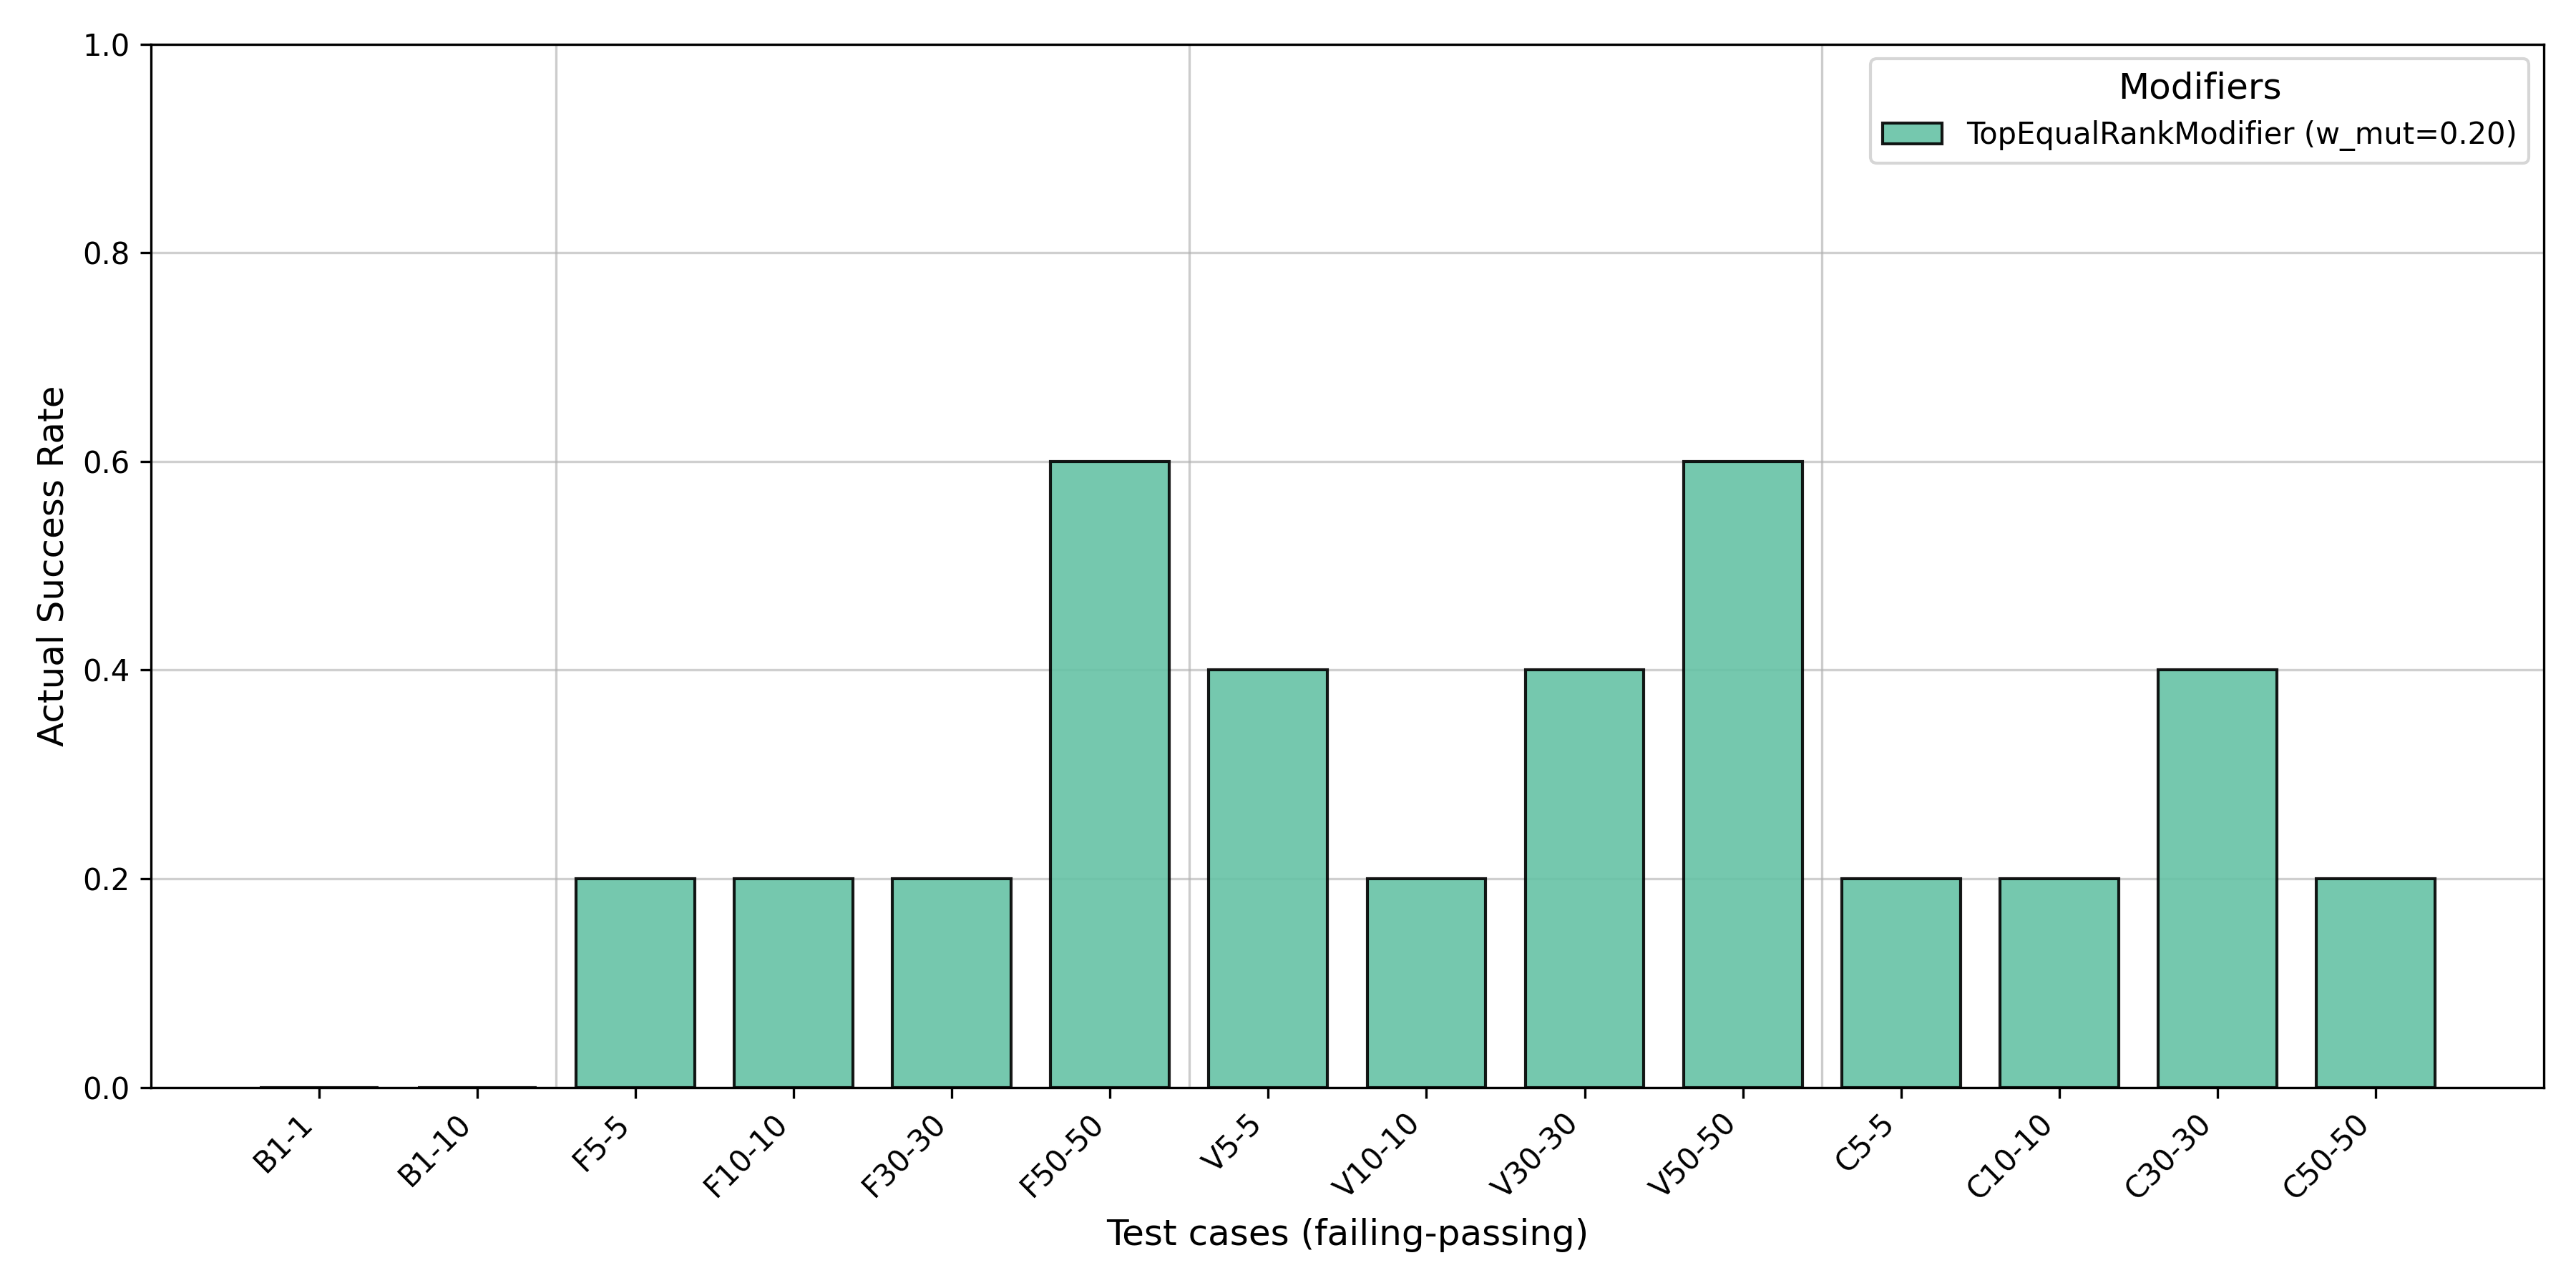 Modifiers
TopEqualRankModifier (w_mut=0.20)
Actual Success Rate
1.0
0.8
0.6
0.4
0.2
0.0
B1-1
B1-10
F5-5
F10-10
F30-30
F50-50
V5-5
V10-10
V30-30
V50-50
C5-5
C10-10
C30-30
C50-50
Test cases (failing-passing)